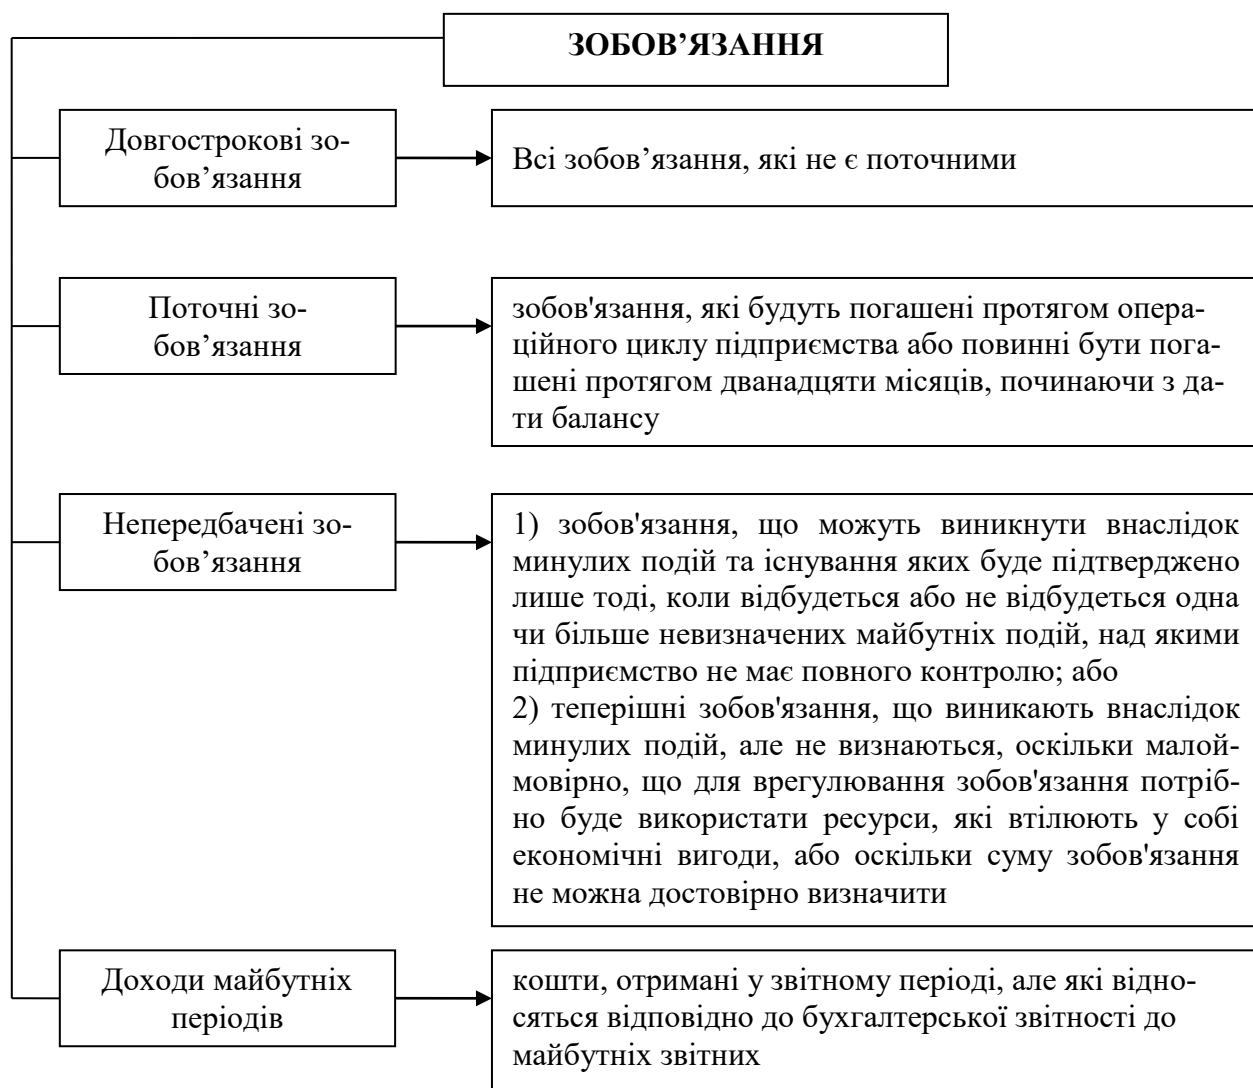 ЗОБОВ’ЯЗАННЯ
Довгострокові зо-
бов’язання
Всі зобов’язання, які не є поточними
Поточні зо-
бов’язання
зобов'язання, які будуть погашені протягом опера-
ційного циклу підприємства або повинні бути пога-
шені протягом дванадцяти місяців, починаючи з да-
ти балансу
Непередбачені зо-
бов’язання
1) зобов'язання, що можуть виникнути внаслідок
минулих подій та існування яких буде підтверджено
лише тоді, коли відбудеться або не відбудеться одна
чи більше невизначених майбутніх подій, над якими
підприємство не має повного контролю; або
2) теперішні зобов'язання, що виникають внаслідок
минулих подій, але не визнаються, оскільки малой-
мовірно, що для врегулювання зобов'язання потріб-
но буде використати ресурси, які втілюють у собі
економічні вигоди, або оскільки суму зобов'язання
не можна достовірно визначити
Доходи майбутніх
періодів
кошти, отримані у звітному періоді, але які відно-
сяться відповідно до бухгалтерської звітності до
майбутніх звітних